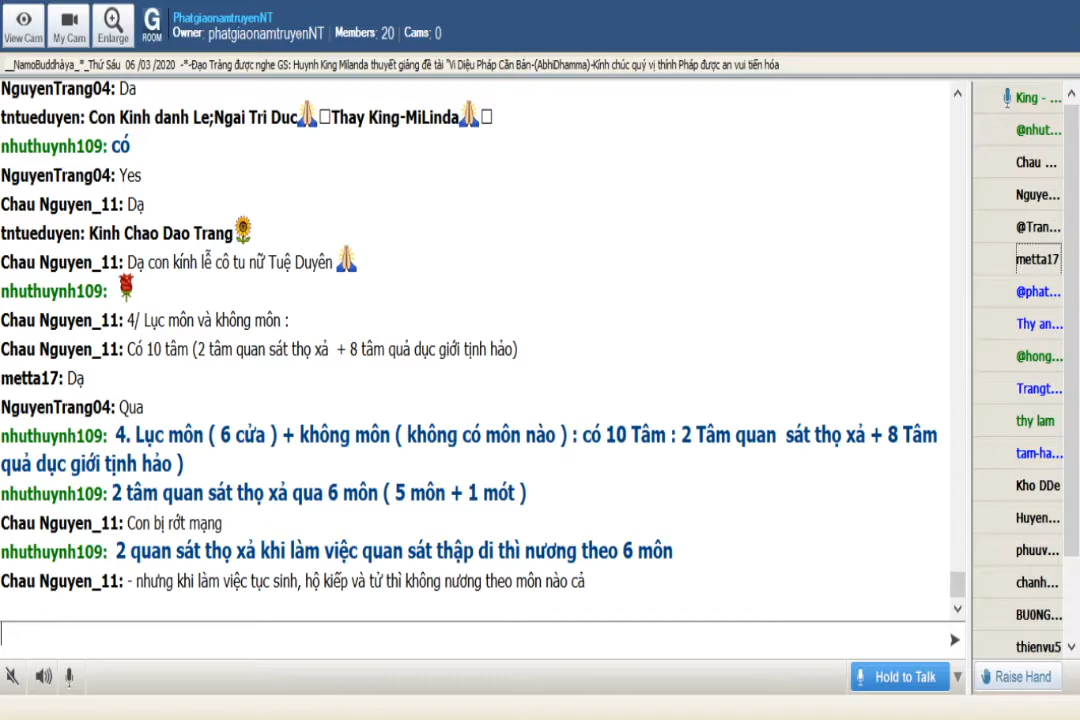 View Cam
My Cam
Enlarge
G
ROOM
PhatgiaonamtruyenNT
Owner: phatgiaonamtruyenNT | Members: 20 | Cams: 0
__NamoBuddhàya_*_Thứ Sáu 06 /03 /2020 -*-Đạo Tràng được nghe GS: Huynh King Milanda thuyết giảng đề tài "Vi Diệu Pháp Căn Bản-(AbhiDhamma)-Kính chúc quý vị thính Pháp được an vui tiến hóa
NguyenTrang04: Da
tntueduyen: Con Kinh danh Le;Ngai Tri Duc🙏Thay King-MiLinda🙏
nhuthuynh109: có
NguyenTrang04: Yes
Chau Nguyen_11: Dạ
tntueduyen: Kinh Chao Dao Trang🌻
Chau Nguyen_11: Dạ con kính lễ cô tu nữ Tuệ Duyên 🙏
nhuthuynh109: 🌹
Chau Nguyen_11: 4/ Lục môn và không môn :
Chau Nguyen_11: Có 10 tâm (2 tâm quan sát thọ xả + 8 tâm quả dục giới tịnh hảo)
metta17: Dạ
NguyenTrang04: Qua
nhuthuynh109: 4. Lục môn ( 6 cửa ) + không môn ( không có môn nào ) : có 10 Tâm : 2 Tâm quan sát thọ xả + 8 Tâm
quả dục giới tịnh hảo )
nhuthuynh109: 2 tâm quan sát thọ xả qua 6 môn ( 5 môn + 1 mót )
Chau Nguyen_11: Con bị rớt mạng
nhuthuynh109: 2 quan sát thọ xả khi làm việc quan sát thập di thì nương theo 6 môn
Chau Nguyen_11: - nhưng khi làm việc tục sinh, hộ kiếp và tử thì không nương theo môn nào cả
Hold to Talk
King - ...
@nhut...
Chau ...
Nguye...
@Tran...
metta17
@phat...
Thy an...
@hong...
Trangt...
thy lam
tam-ha...
Kho DDe
Huyen...
phuuv...
chanh...
BU0NG...
thienvu5
Raise Hand